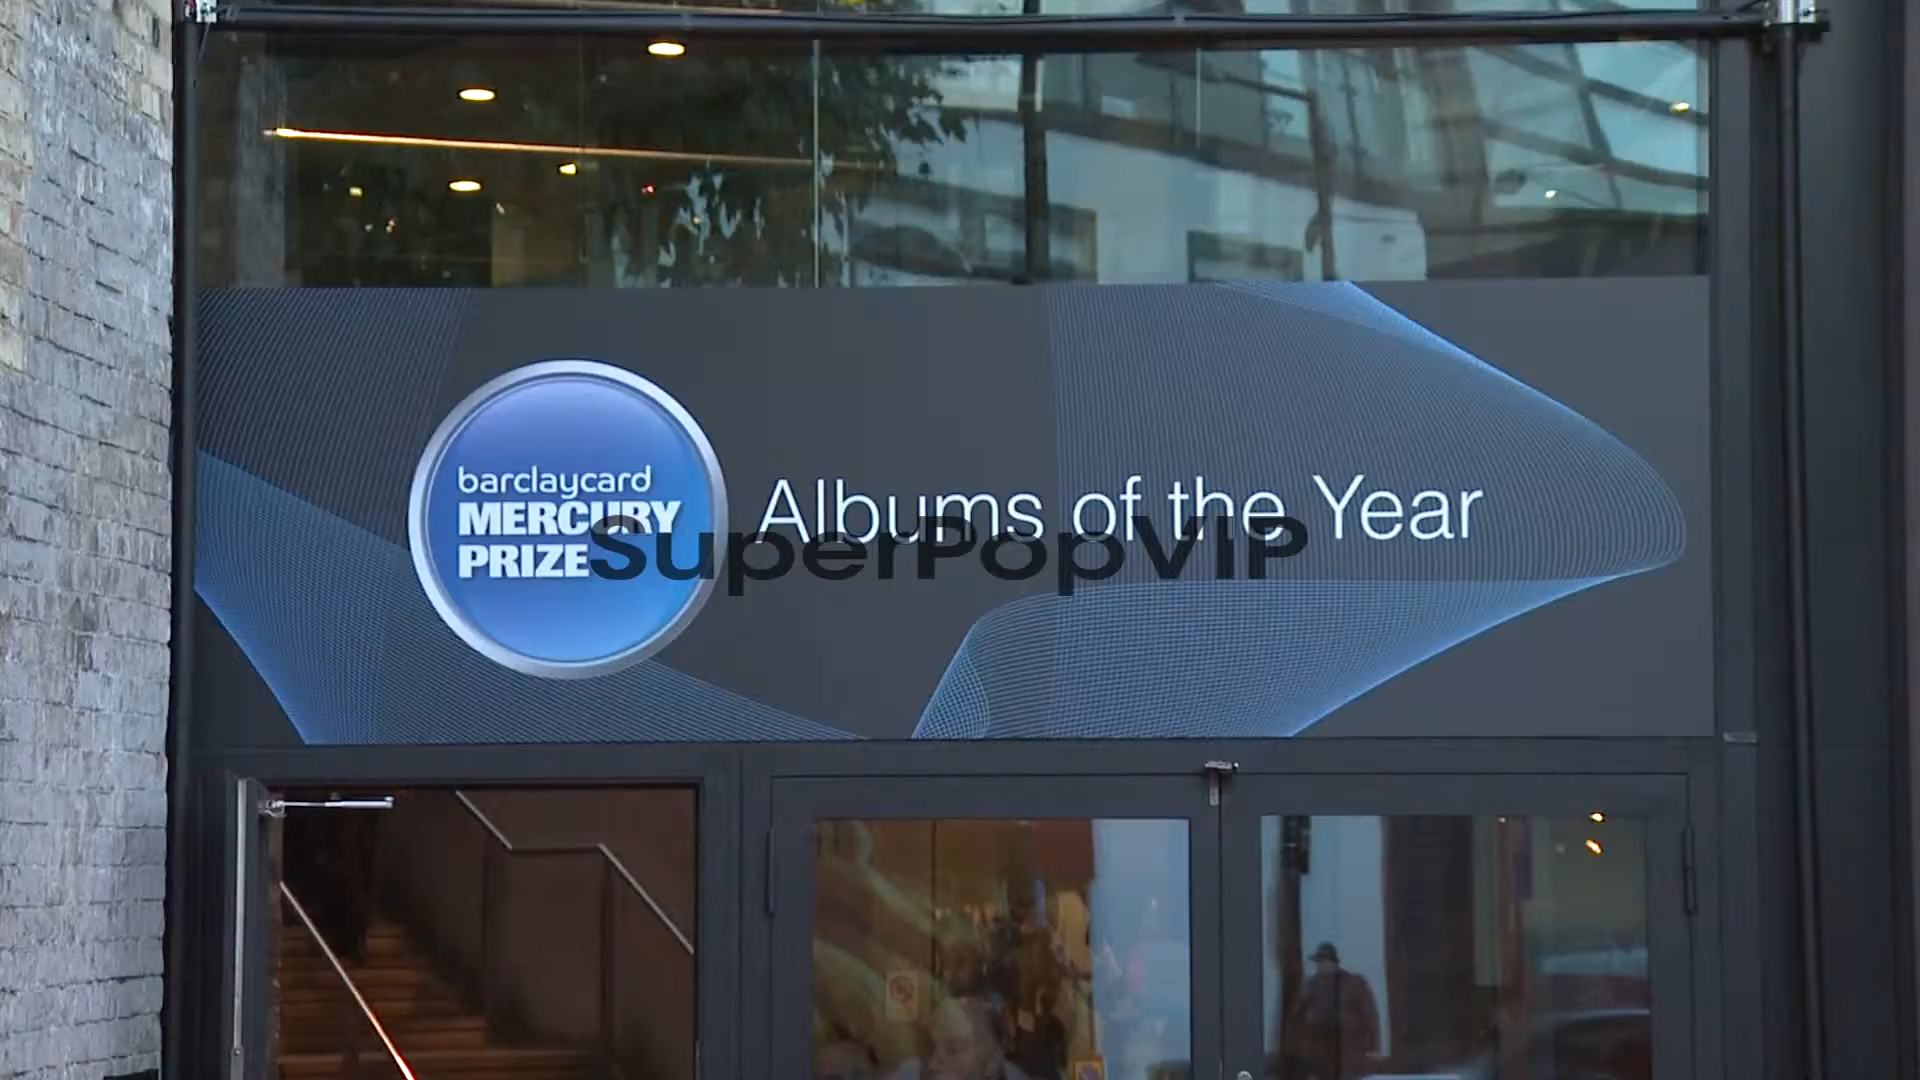 barclaycard
MERCURY
PRIZE
Albums of the Year
SuperPopVIP